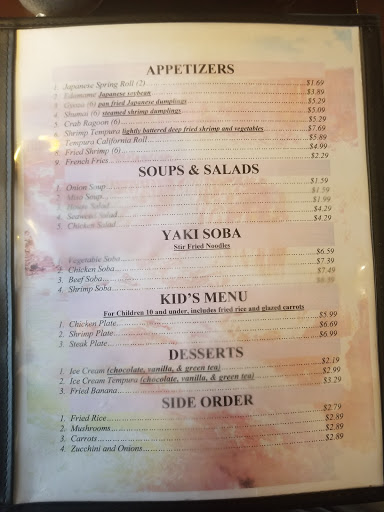 APPETIZERS
1. Japanese Spring Roll (2) $1.69
2. Edamame Japanese soybean $3.89
3. Gyoza (6) pan fried Japanese dumplings $5.29
4. Shumai (6) steamed shrimp dumplings $5.09
5. Crab Ragoon (6) $5.29
6. Shrimp Tempura lightly battered deep fried shrimp and vegetables $7.69
7. Tempura California Roll $5.89
8. Fried Shrimp (6) $4.99
9. French Fries $2.29
SOUPS & SALADS
1. Onion Soup $1.59
2. Miso Soup $1.59
House Salad $1.99
4. Seaweed Salad $4.29
5. Chicken Salad $4.29
YAKI SOBA
Stir Fried Noodles
Vegetable Soba $6.59
2. Chicken Soba $7.39
3. Beef Soba $7.49
4. Shrimp Soba
KID'S MENU
For Children 10 and under, includes fried rice and glazed carrots
1. Chicken Plate $5.99
2. Shrimp Plate $6.69
3. Steak Plate $6.99
DESSERTS
1. Ice Cream (chocolate, vanilla, & green tea) $2.19
2. Ice Cream Tempura (chocolate, vanilla, & green tea) $2.99
3. Fried Banana $3.29
SIDE ORDER
1. Fried Rice $2.79
2. Mushrooms $2.89
3. Carrots $2.89
4. Zucchini and Onions $2.89